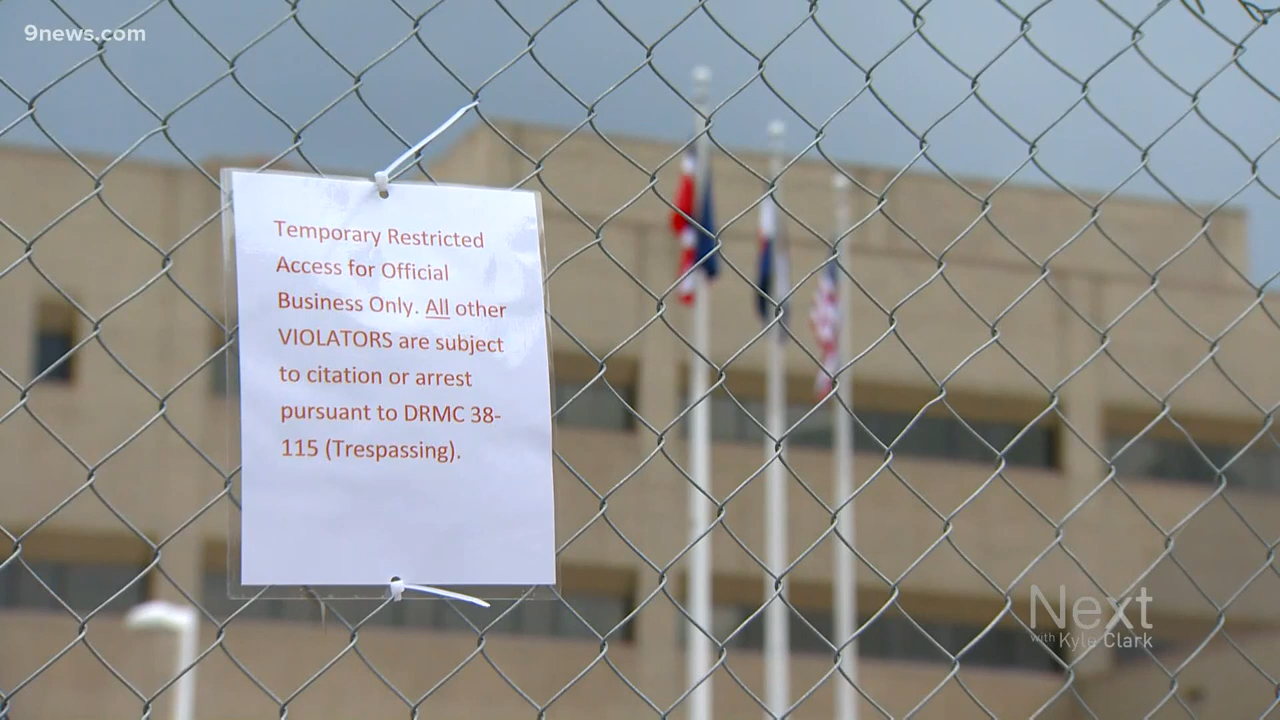 9news.com
Temporary Restricted
Access for Official
Business Only. All other
VIOLATORS are subject
to citation or arrest
pursuant to DRMC 38-
115 (Trespassing).
Next
with Kyle Clark